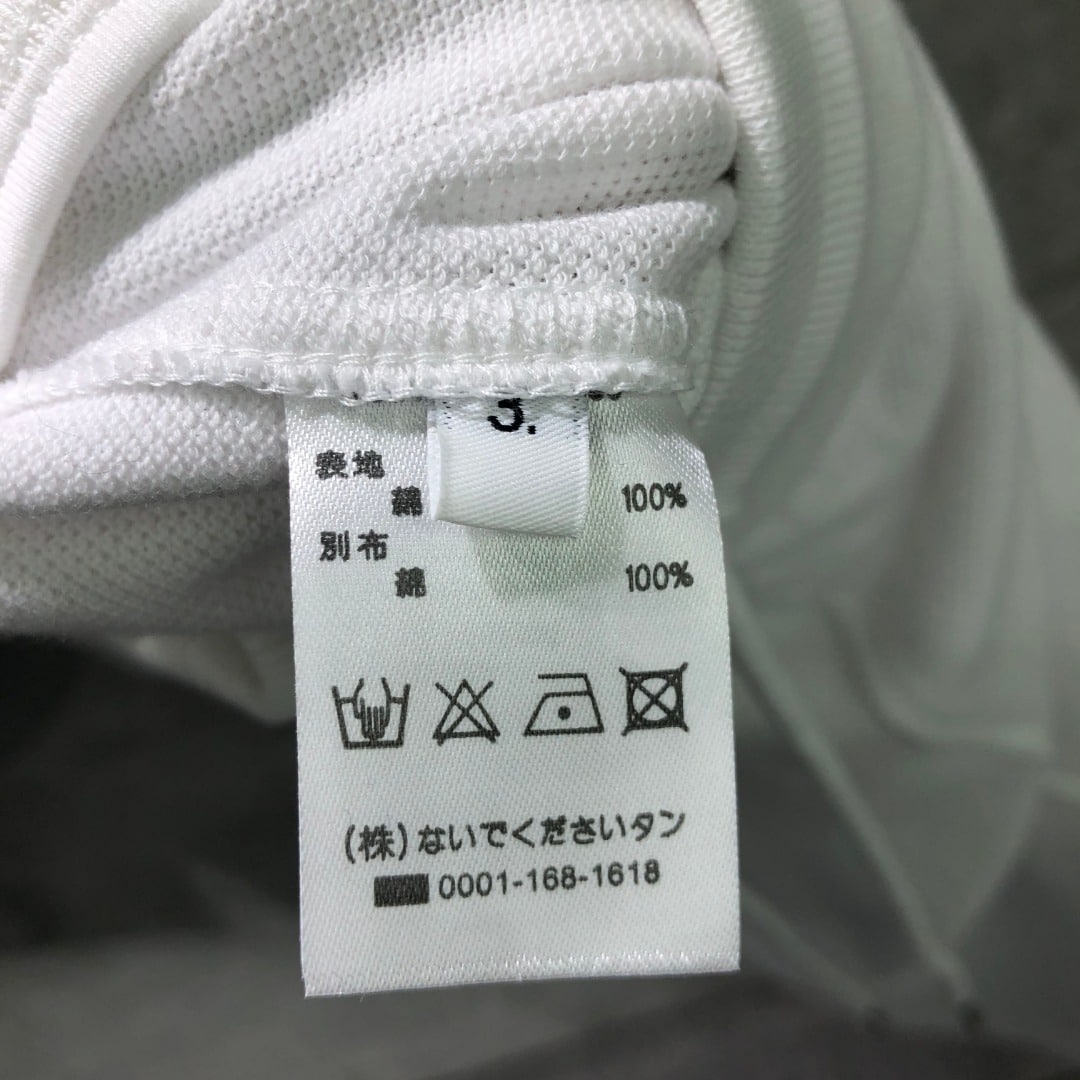 3.
表地
綿 100%
別布
綿 100%
(株)ないでくださいタン
0001-168-1618